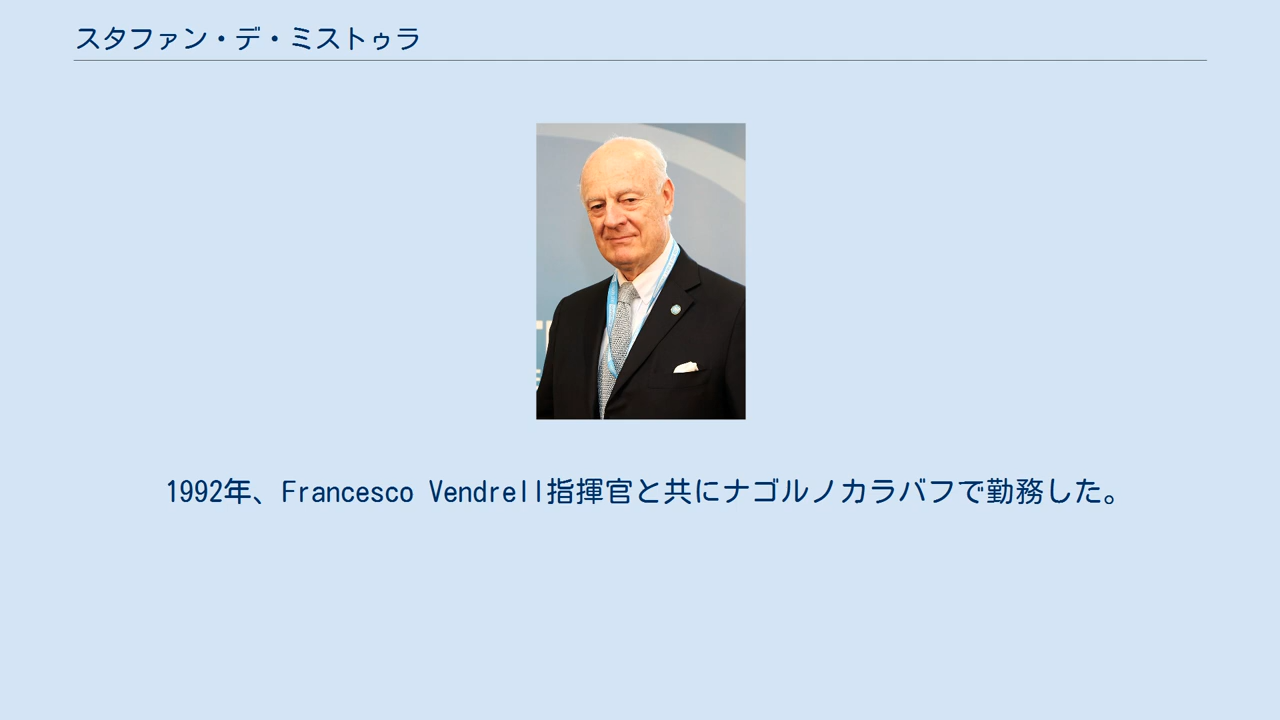 スタファン・デ・ミストゥラ
1992年、Francesco Vendrell指揮官と共にナゴルノカラバフで勤務した。